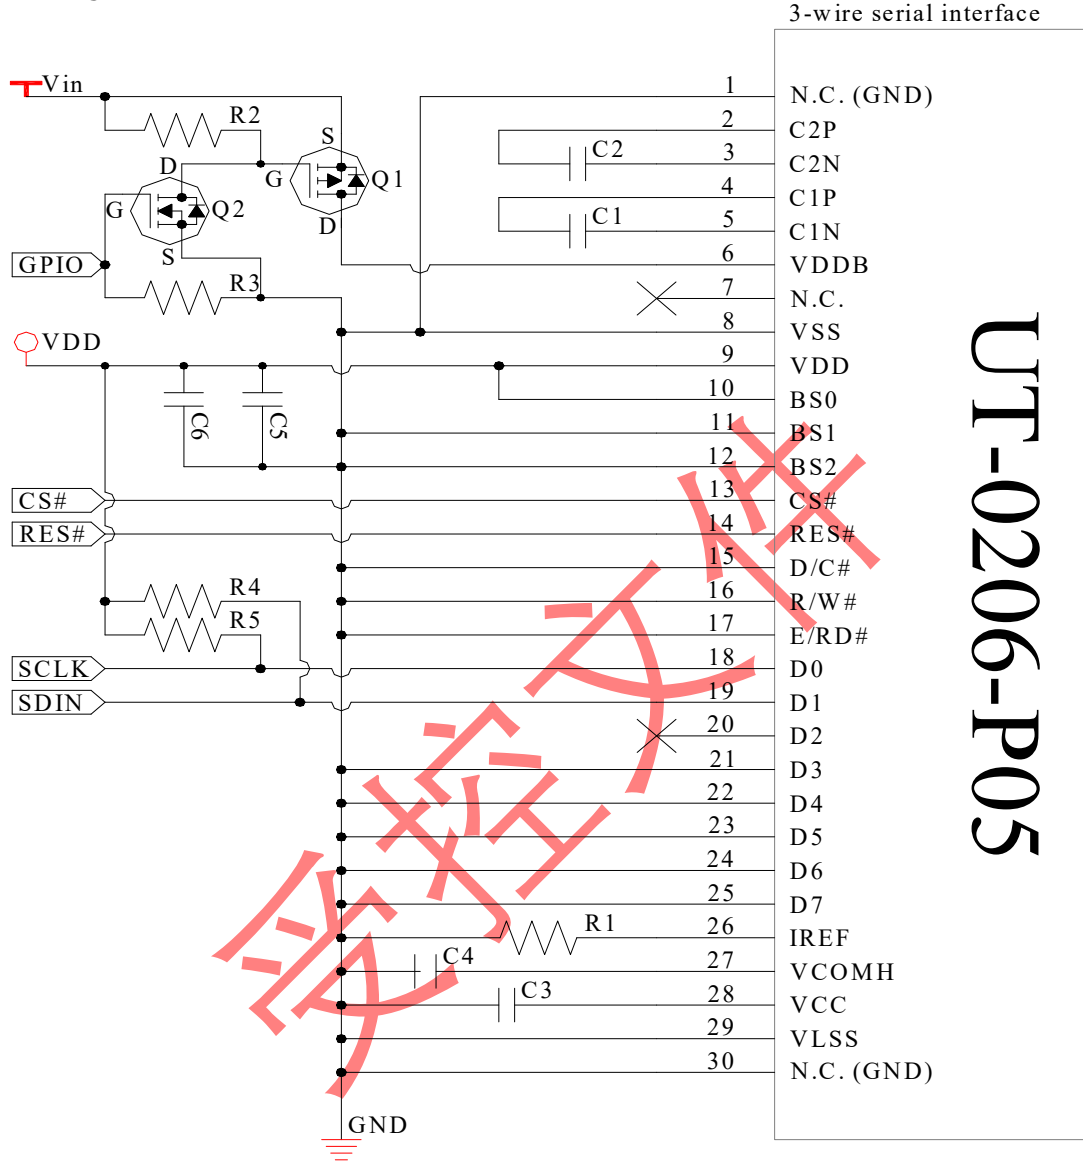 3-wire serial interface
Vin
R2
S
D
G
Q1
G
Q2
D
S
GPIO
R3
VDD
C6
C5
CS#
RES#
R4
R5
SCLK
SDIN
C2
C1
R1
C4
C3
GND
1 N.C. (GND)
2 C2P
3 C2N
4 C1P
5 C1N
6 VDDB
7 N.C.
8 VSS
9 VDD
10 BS0
11 BS1
12 BS2
13 CS#
14 RES#
15 D/C#
16 R/W#
17 E/RD#
18 D0
19 D1
20 D2
21 D3
22 D4
23 D5
24 D6
25 D7
26 IREF
27 VCOMH
28 VCC
29 VLSS
30 N.C. (GND)
UT-0206-P05
受控文件